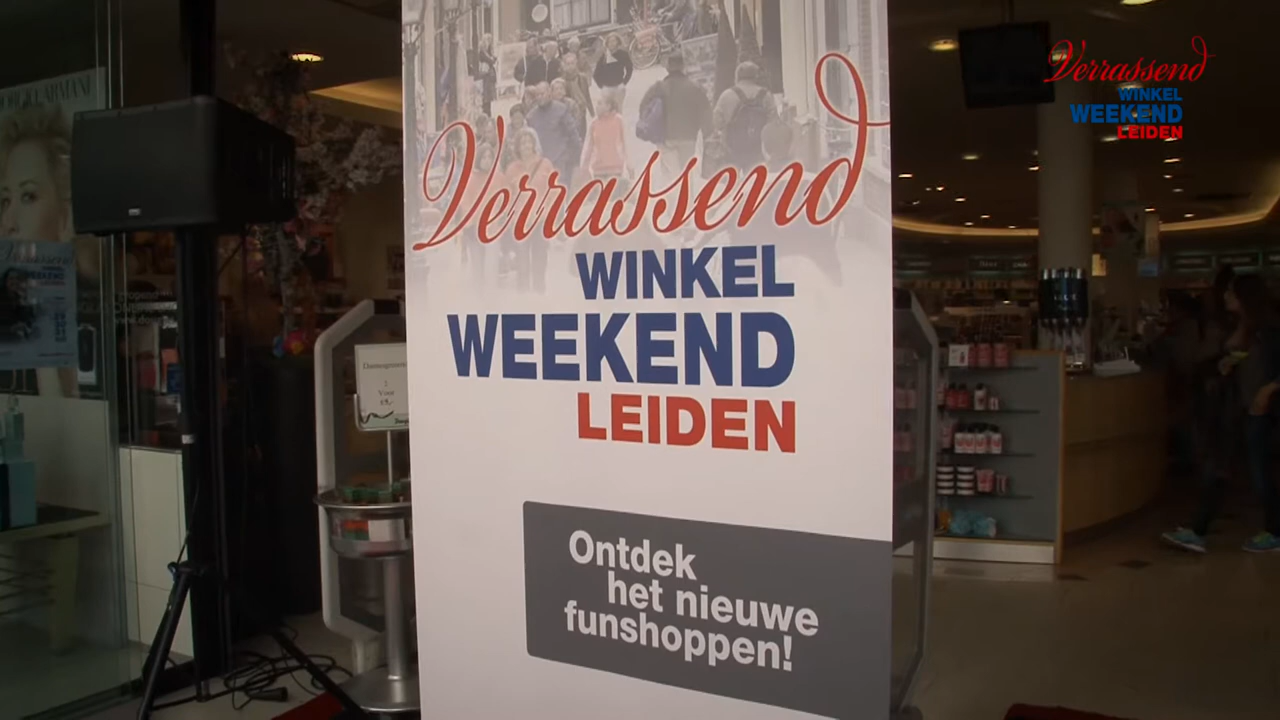 Verrassend
WINKEL
WEEKEND
LEIDEN
Ontdek
het nieuwe
funshoppen!
Verrassend
WINKEL
WEEKEND
LEIDEN